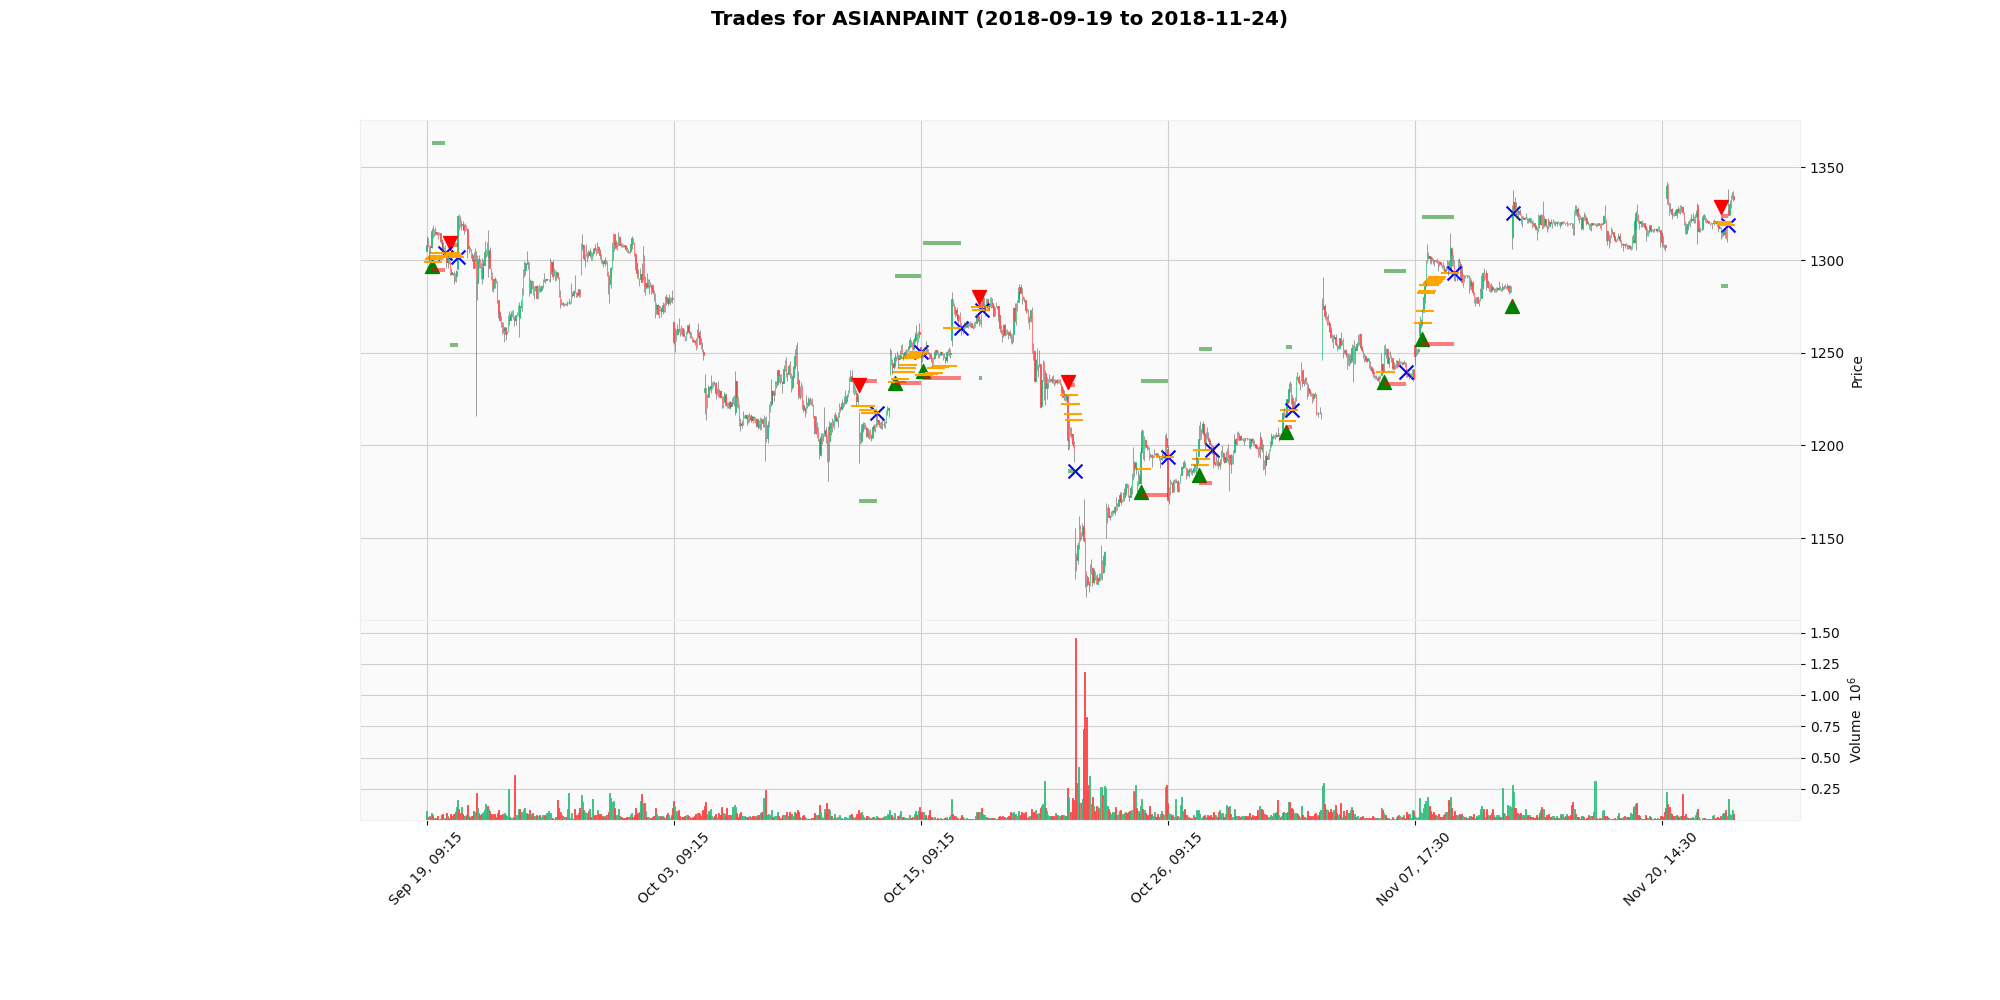 Trades for ASIANPAINT (2018-09-19 to 2018-11-24)
1350
1300
1250
1200
1150
Price
1.50
1.25
1.00
0.75
0.50
0.25
Volume 10^6
Sep 19, 09:15
Oct 03, 09:15
Oct 15, 09:15
Oct 26, 09:15
Nov 07, 17:30
Nov 20, 14:30